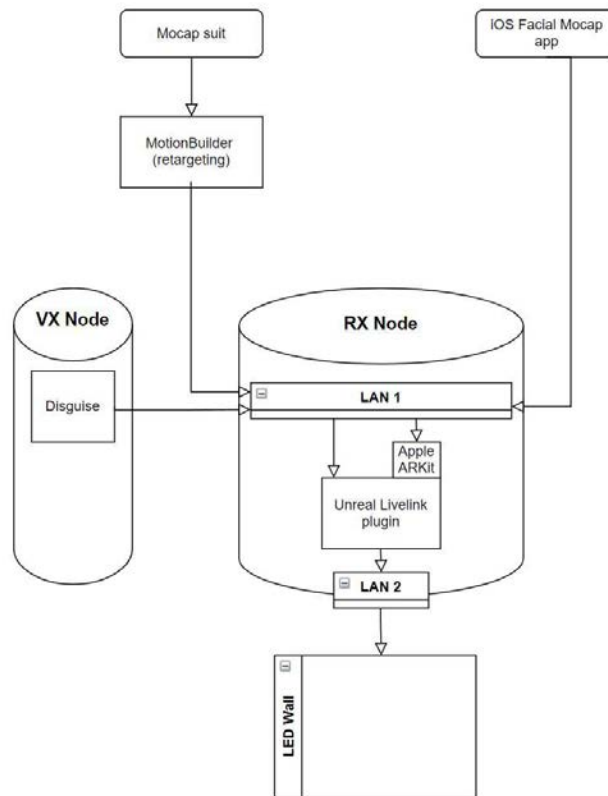 Mocap suit
iOS Facial Mocap
app
MotionBuilder
(retargeting)
VX Node
RX Node
Disguise
LAN 1
Apple
ARKit
Unreal Livelink
plugin
LAN 2
LED Wall